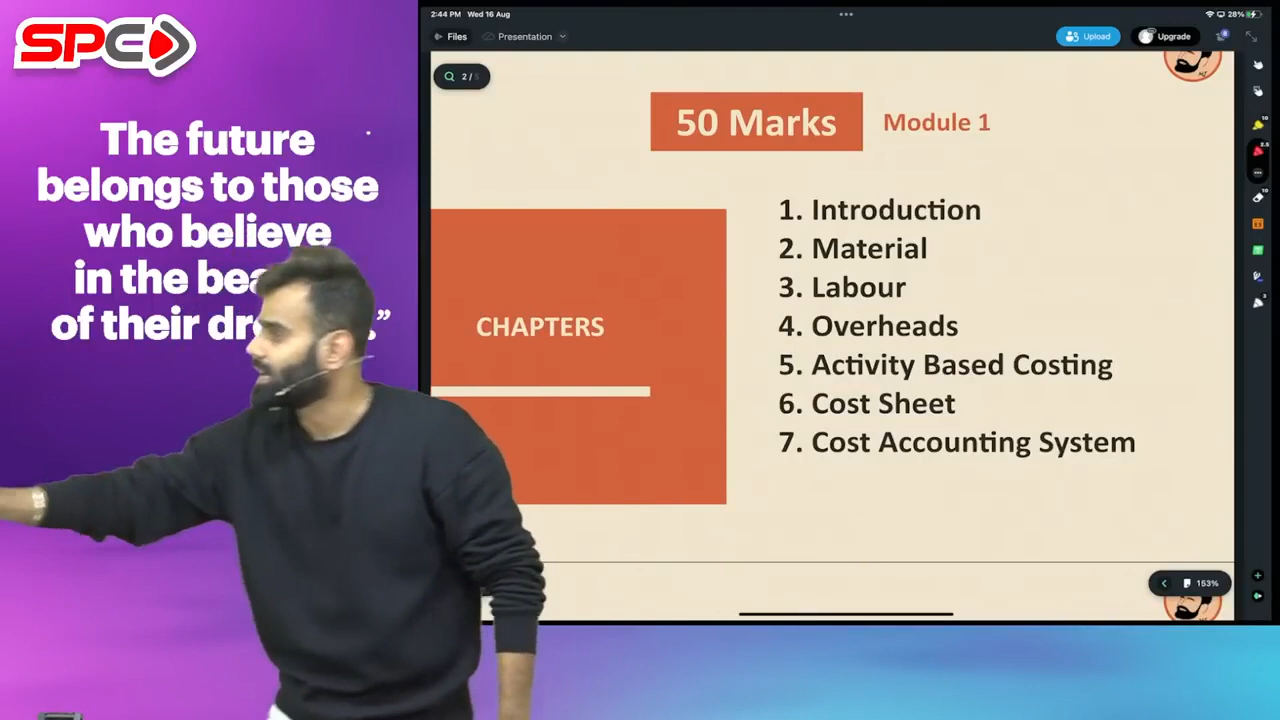 SPC
The future
belongs to those
who believe
in the bea
of their dr .”
2:44 PM Wed 16 Aug
28%
Files
Presentation
Upload
Upgrade
2 / 5
50 Marks
Module 1
CHAPTERS
1. Introduction
2. Material
3. Labour
4. Overheads
5. Activity Based Costing
6. Cost Sheet
7. Cost Accounting System
153%